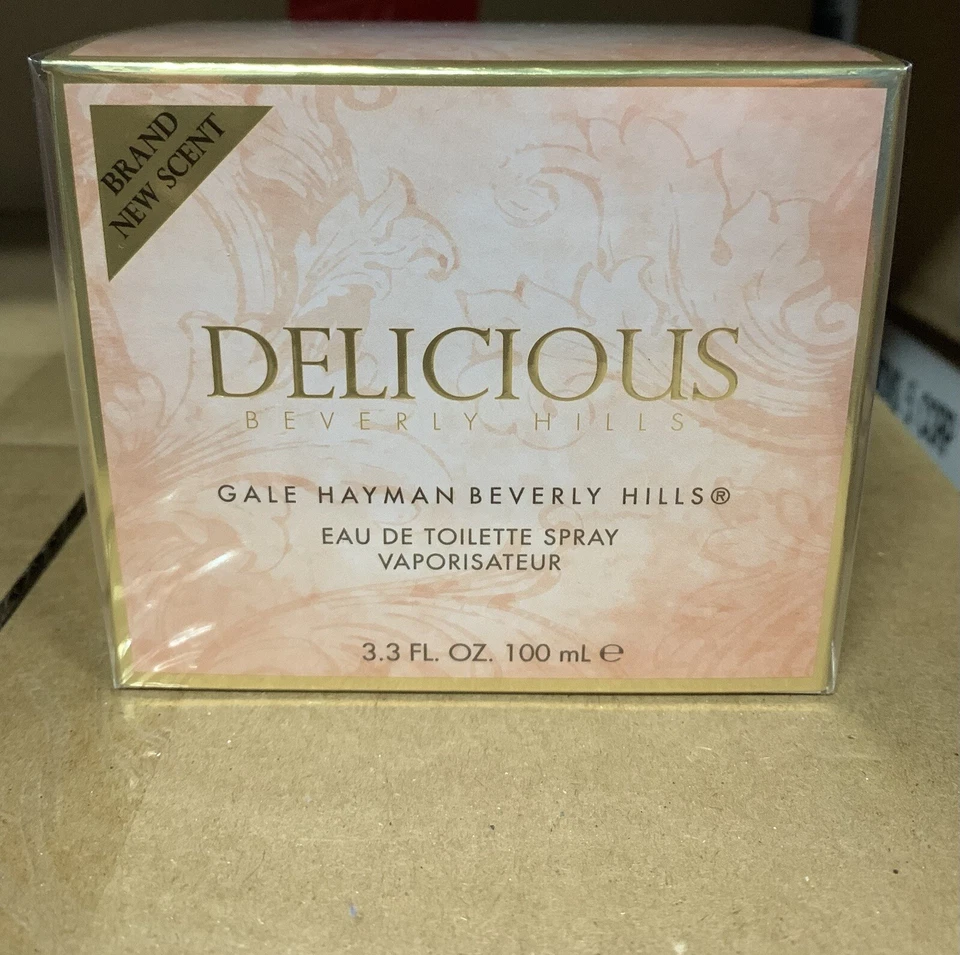 BRAND
NEW SCENT
DELICIOUS
BEVERLY HILLS
GALE HAYMAN BEVERLY HILLS®
EAU DE TOILETTE SPRAY
VAPORISATEUR
3.3 FL. OZ. 100 mL ℮